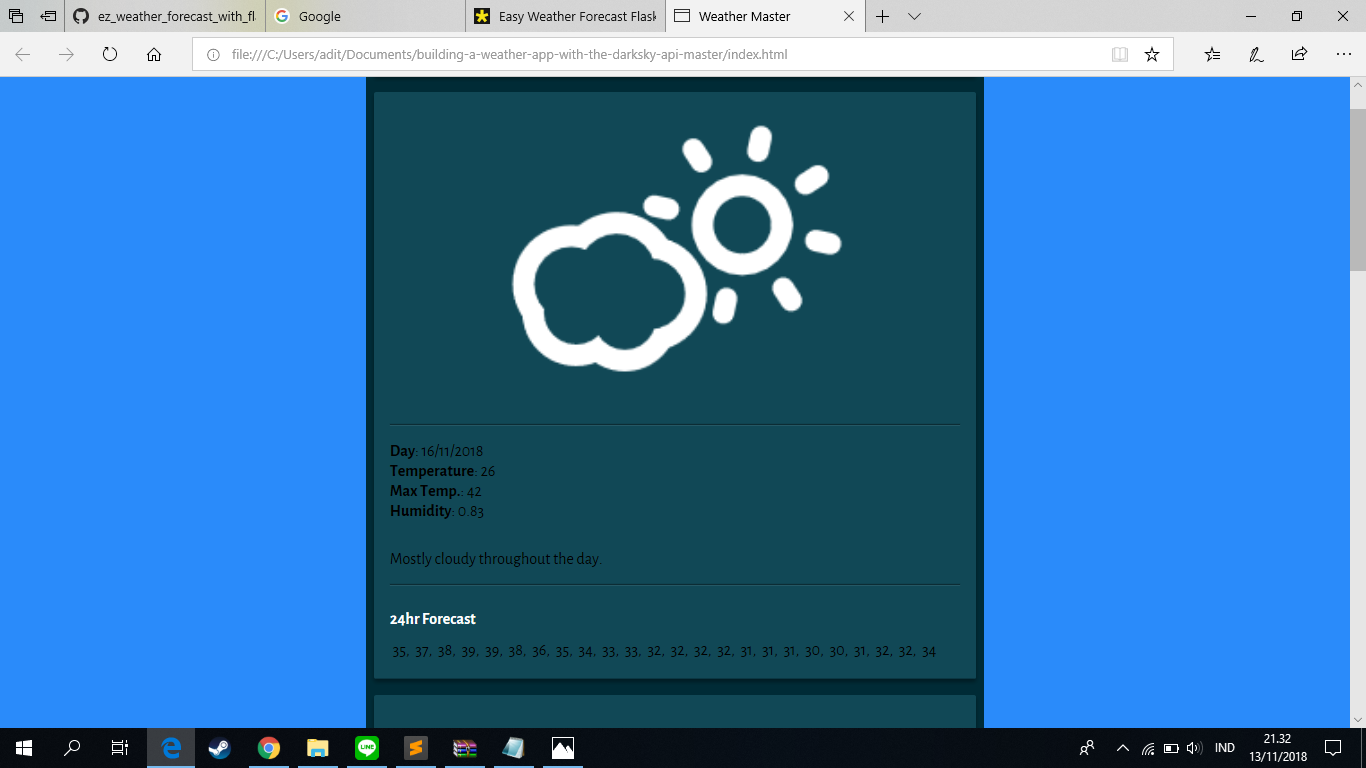 ez_weather_forecast_with_fl
Google
Easy Weather Forecast Flask
Weather Master
file:///C:/Users/adit/Documents/building-a-weather-app-with-the-darksky-api-master/index.html
Day: 16/11/2018
Temperature: 26
Max Temp.: 42
Humidity: 0.83
Mostly cloudy throughout the day.
24hr Forecast
35, 37, 38, 39, 39, 38, 36, 35, 34, 33, 33, 32, 32, 32, 32, 31, 31, 31, 30, 30, 31, 32, 32, 34
LINE
IND
21.32
13/11/2018